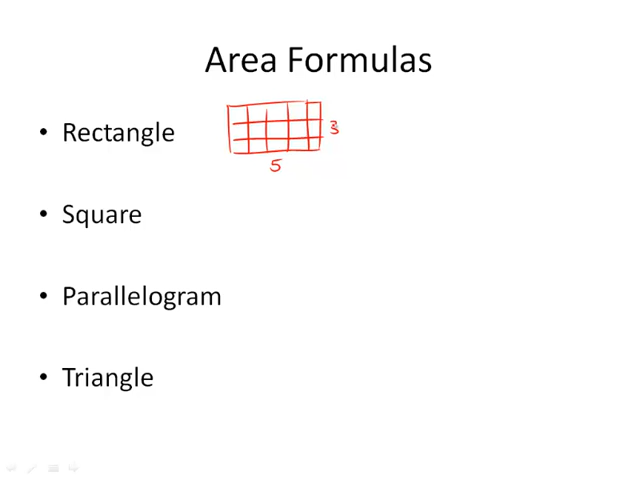 Area Formulas
• Rectangle
3
5
• Square
• Parallelogram
• Triangle